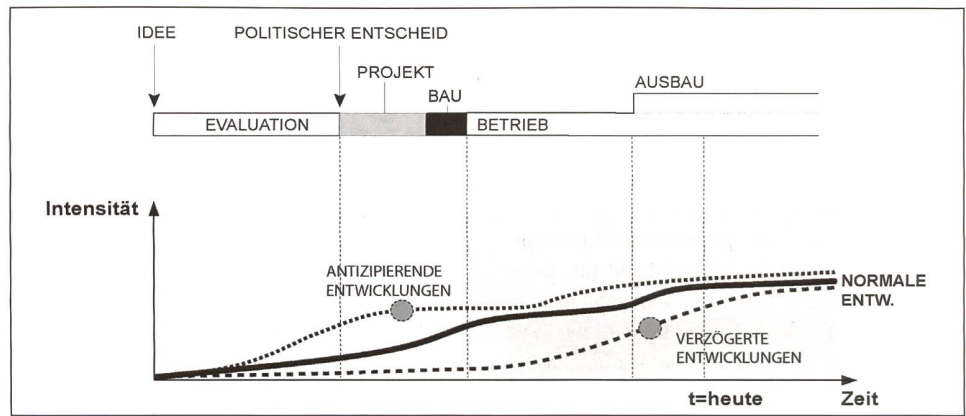 IDEE
POLITISCHER ENTSCHEID
PROJEKT
BAU
AUSBAU
EVALUATION
BETRIEB
Intensität
ANTIZIPIERENDE
ENTWICKLUNGEN
NORMALE
ENTW.
VERZÖGERTE
ENTWICKLUNGEN
t=heute
Zeit